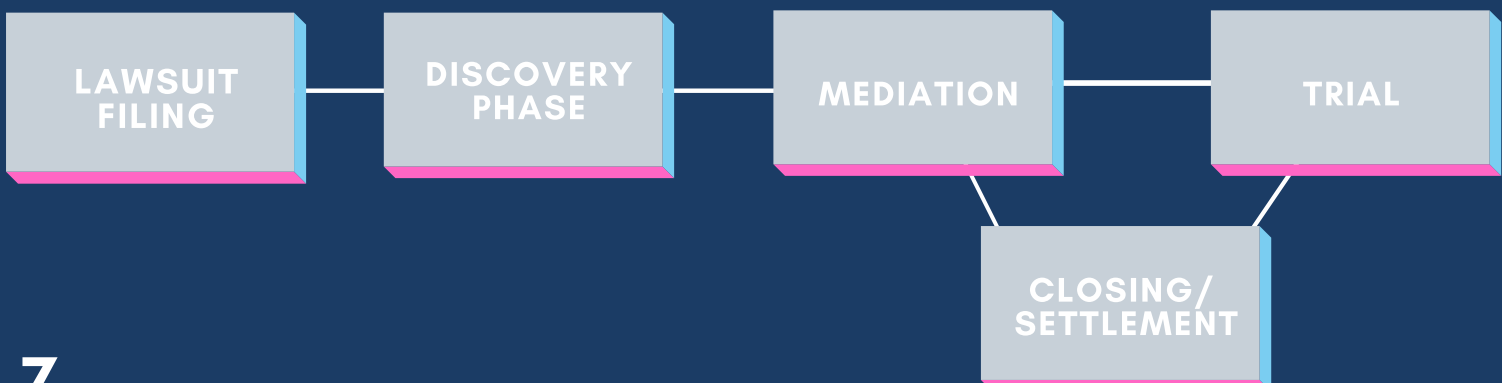 LAWSUIT
FILING
DISCOVERY
PHASE
MEDIATION
TRIAL
CLOSING/
SETTLEMENT